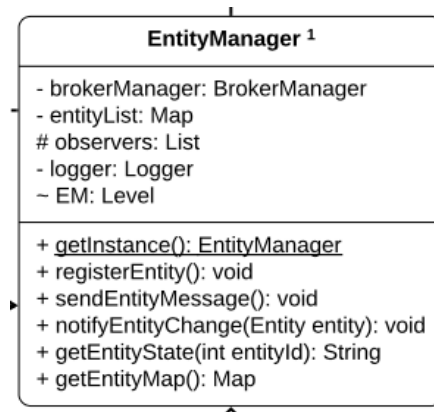 EntityManager ¹
- brokerManager: BrokerManager
- entityList: Map
# observers: List
- logger: Logger
~ EM: Level
+ getInstance(): EntityManager
+ registerEntity(): void
+ sendEntityMessage(): void
+ notifyEntityChange(Entity entity): void
+ getEntityState(int entityId): String
+ getEntityMap(): Map